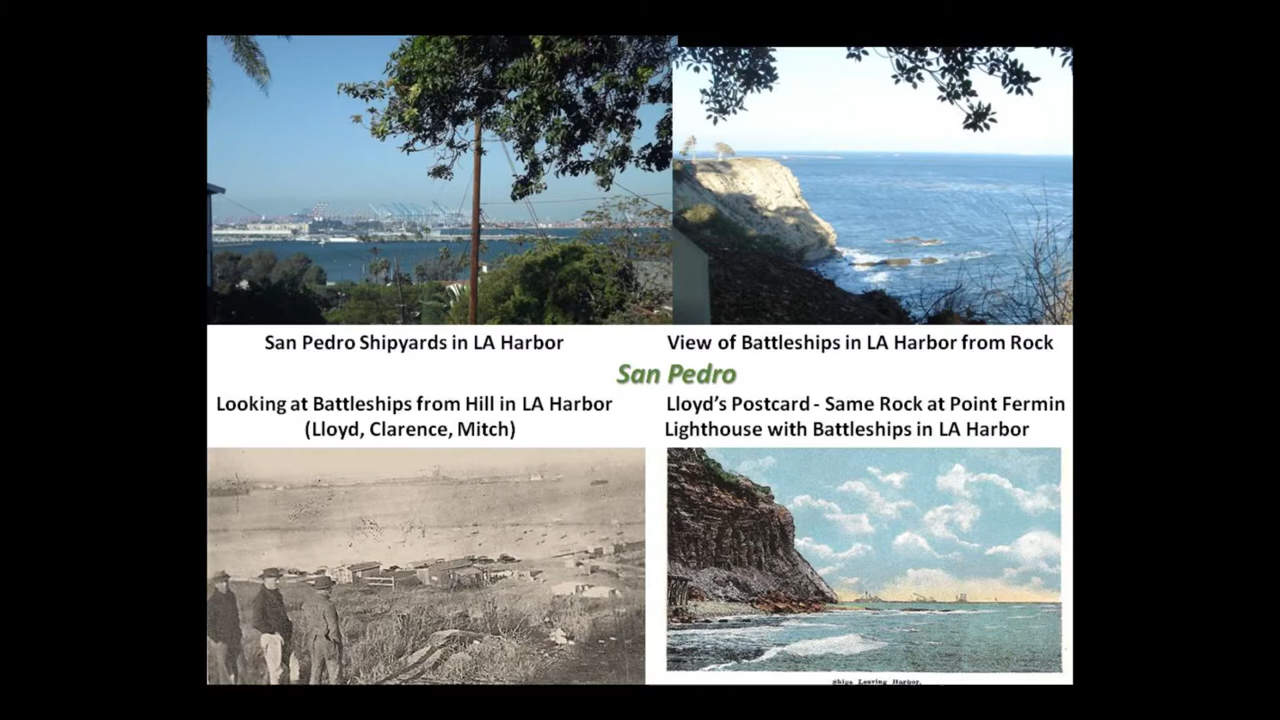 San Pedro Shipyards in LA Harbor
View of Battleships in LA Harbor from Rock
San Pedro
Looking at Battleships from Hill in LA Harbor
(Lloyd, Clarence, Mitch)
Lloyd's Postcard - Same Rock at Point Fermin
Lighthouse with Battleships in LA Harbor
Ships Leaving Harbor.